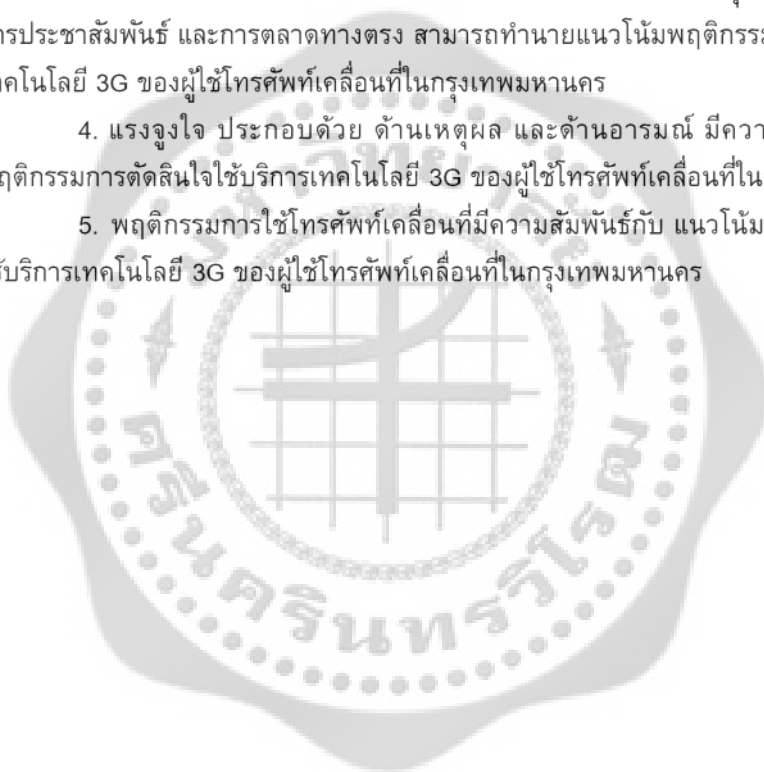 ารประชาสัมพันธ์ และการตลาดทางตรง สามารถทำนายแนวโน้มพฤติกรรม
คโนโลยี 3G ของผู้ใช้โทรศัพท์เคลื่อนที่ในกรุงเทพมหานคร
4. แรงจูงใจ ประกอบด้วย ด้านเหตุผล และด้านอารมณ์ มีควา
ฤติกรรมการตัดสินใจใช้บริการเทคโนโลยี 3G ของผู้ใช้โทรศัพท์เคลื่อนที่ใน
5. พฤติกรรมการใช้โทรศัพท์เคลื่อนที่มีความสัมพันธ์กับ แนวโน้ม
ช้บริการเทคโนโลยี 3G ของผู้ใช้โทรศัพท์เคลื่อนที่ในกรุงเทพมหานคร
มหาวิทยาลัย
ศรีนครินทรวิโรฒ